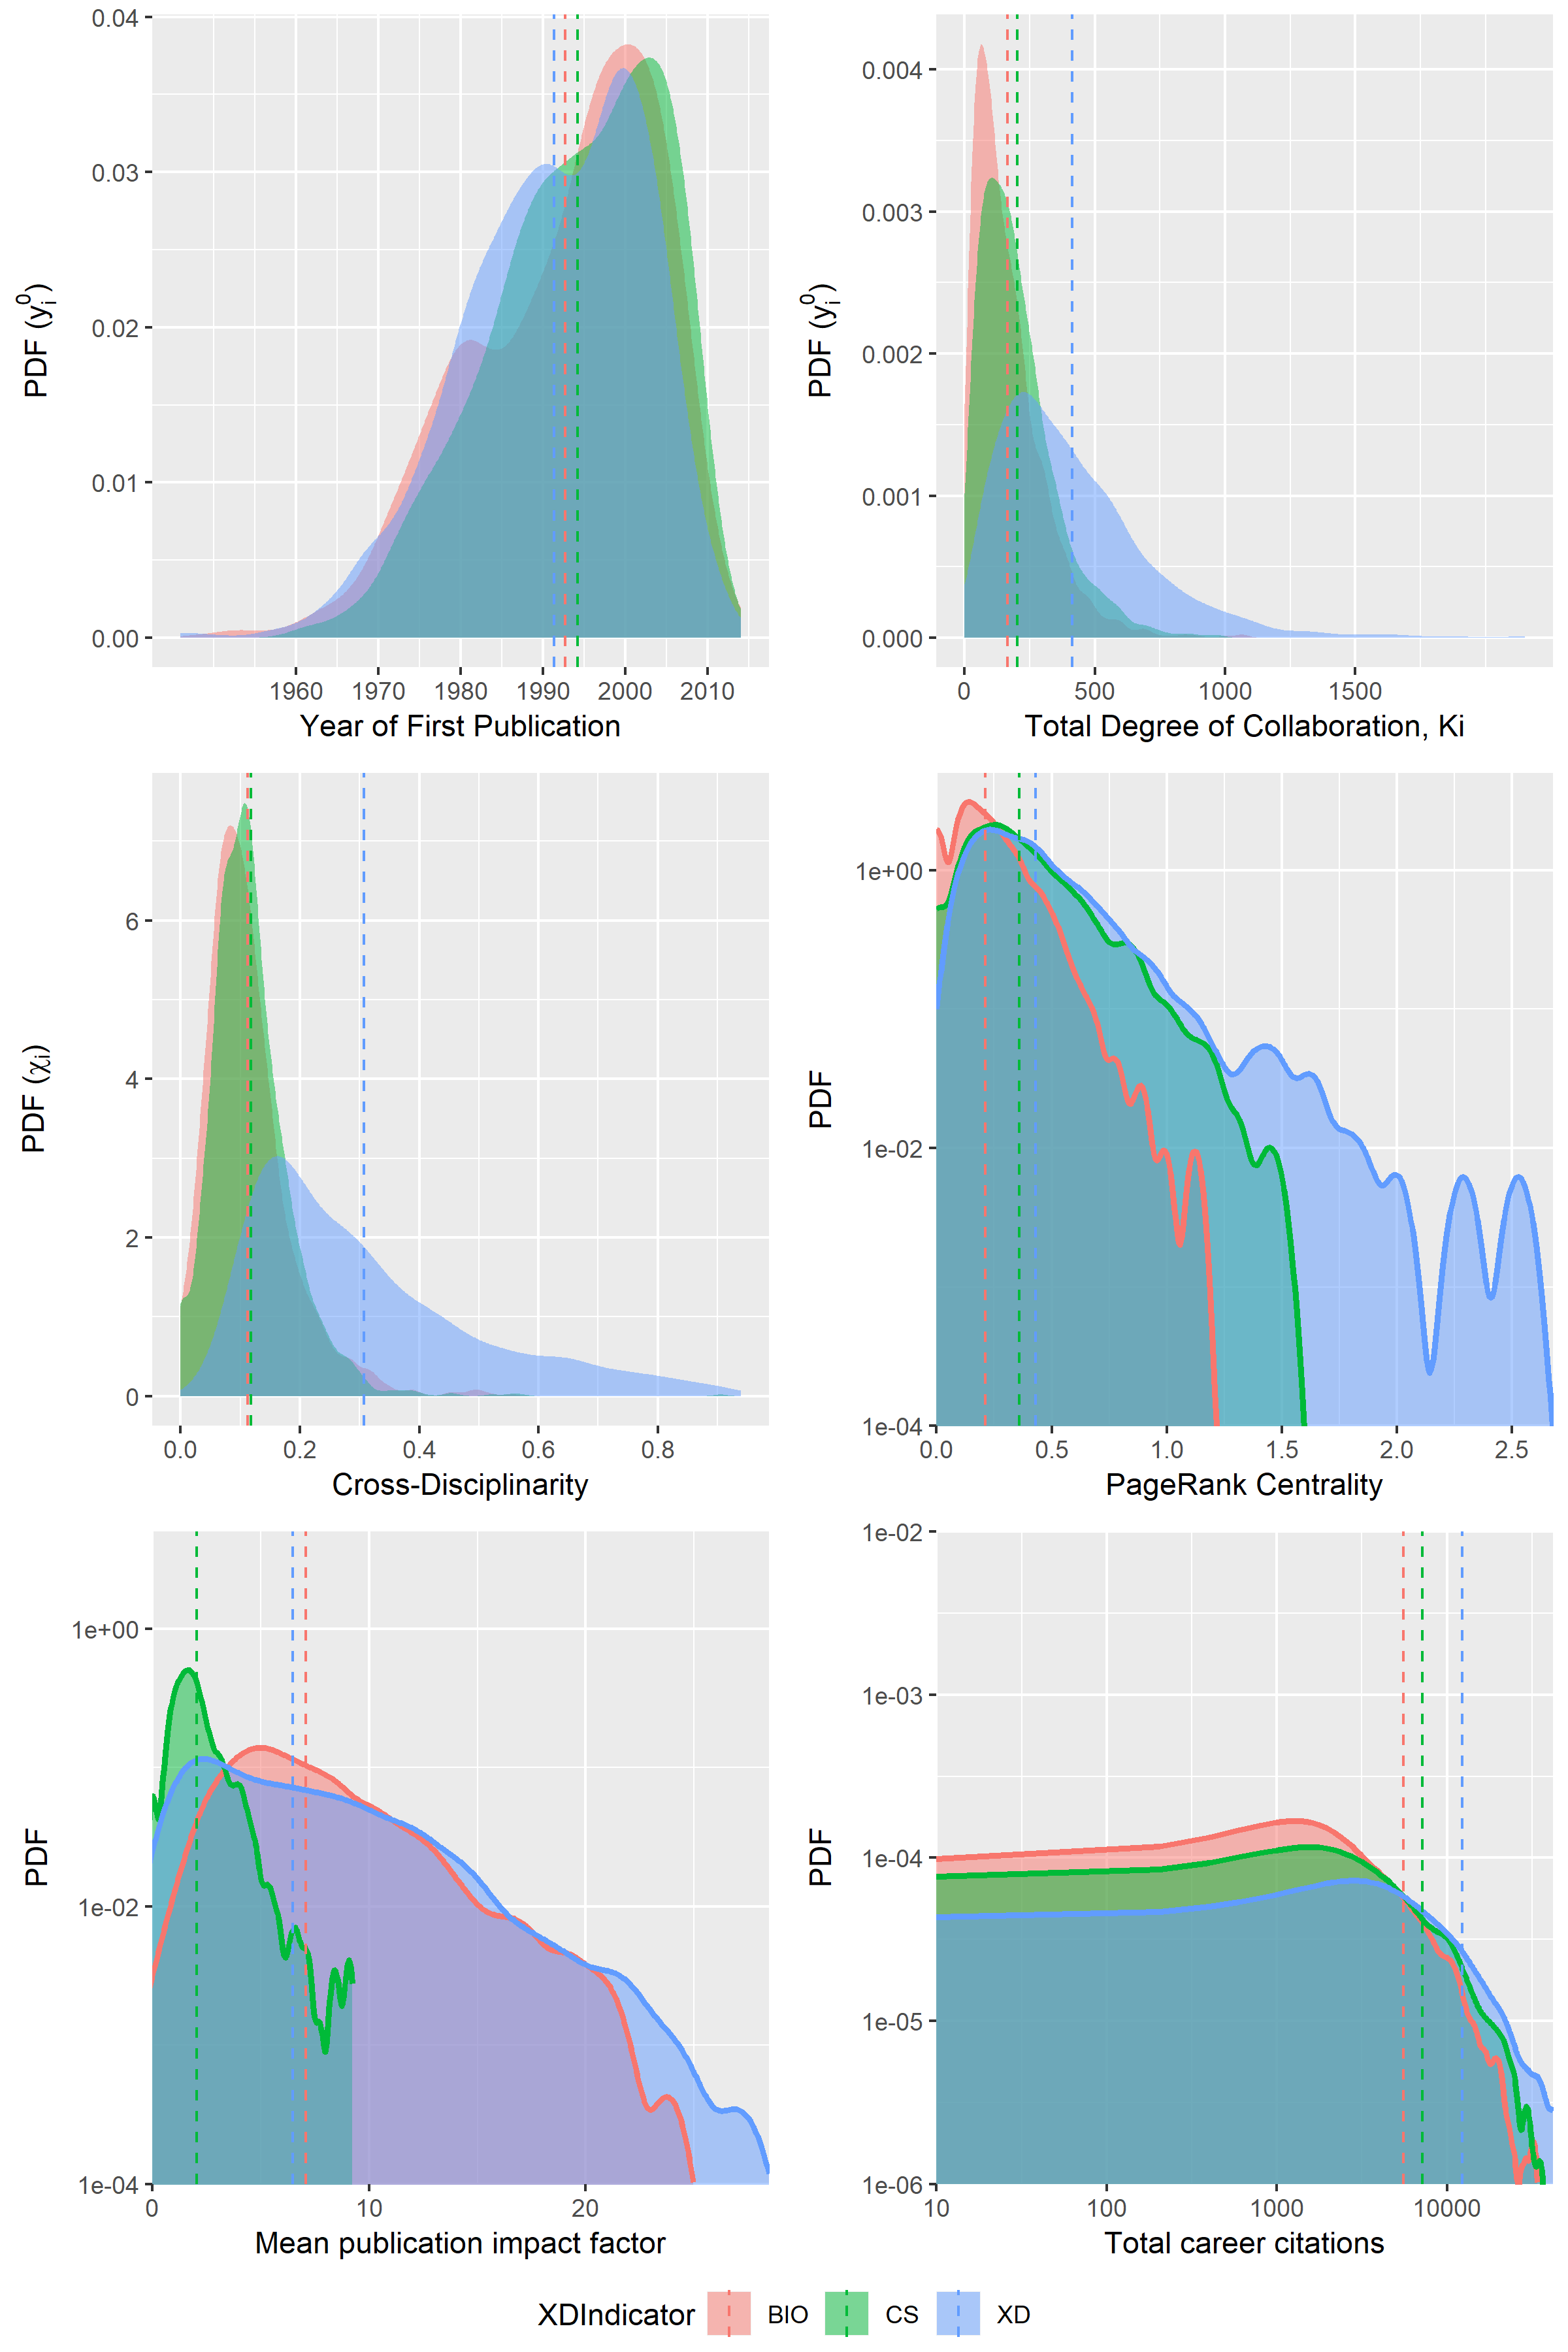 0.04
0.03
0.02
0.01
0.00
PDF (y_i^0)
1960 1970 1980 1990 2000 2010
Year of First Publication
0.004
0.003
0.002
0.001
0.000
PDF (y_i^0)
0 500 1000 1500
Total Degree of Collaboration, Ki
6
4
2
0
PDF (χi)
0.0 0.2 0.4 0.6 0.8
Cross-Disciplinarity
1e+00
1e-02
1e-04
PDF
0.0 0.5 1.0 1.5 2.0 2.5
PageRank Centrality
1e+00
1e-02
1e-04
PDF
0 10 20
Mean publication impact factor
1e-02
1e-03
1e-04
1e-05
1e-06
PDF
10 100 1000 10000
Total career citations
XDIndicator BIO CS XD